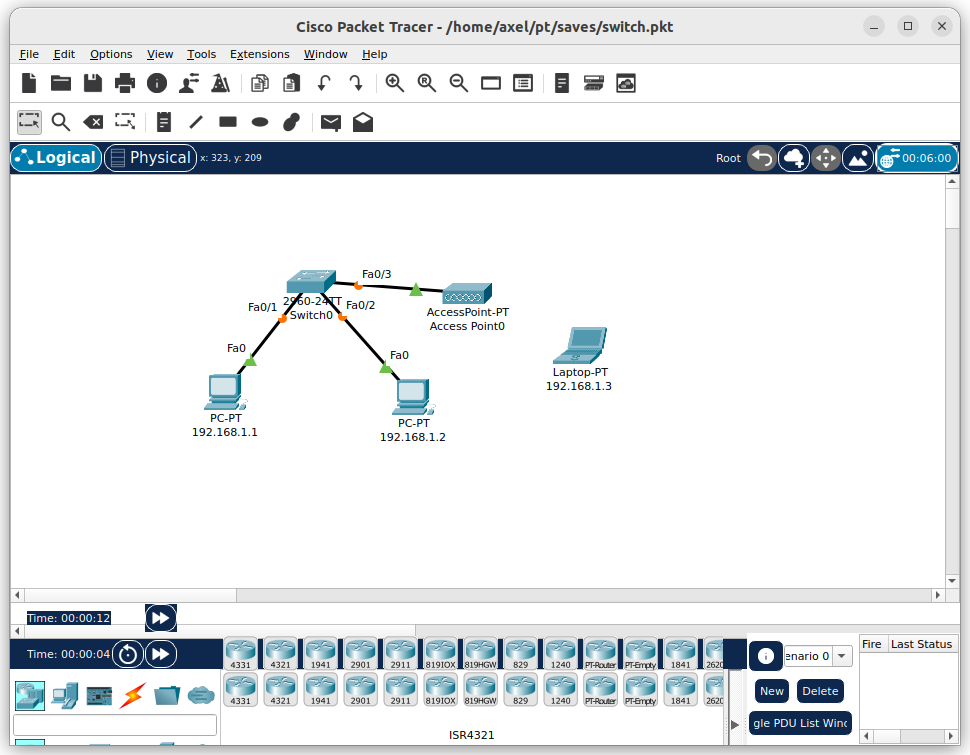 Cisco Packet Tracer - /home/axel/pt/saves/switch.pkt
File Edit Options View Tools Extensions Window Help
Logical Physical x: 323, y: 209 Root 00:06:00
Fa0/3
Fa0/1 2960-24TT Fa0/2
Switch0
AccessPoint-PT
Access Point0
Fa0 Fa0
Laptop-PT
192.168.1.3
PC-PT
192.168.1.1
PC-PT
192.168.1.2
Time: 00:00:12
Time: 00:00:04
4331 4321 1941 2901 2911 819IOX 819HGW 829 1240 PT-Router PT-Empty 1841 2620
4331 4321 1941 2901 2911 819IOX 819HGW 829 1240 PT-Router PT-Empty 1841 2620
ISR4321
enario 0
New Delete
gle PDU List Wind
Fire Last Status